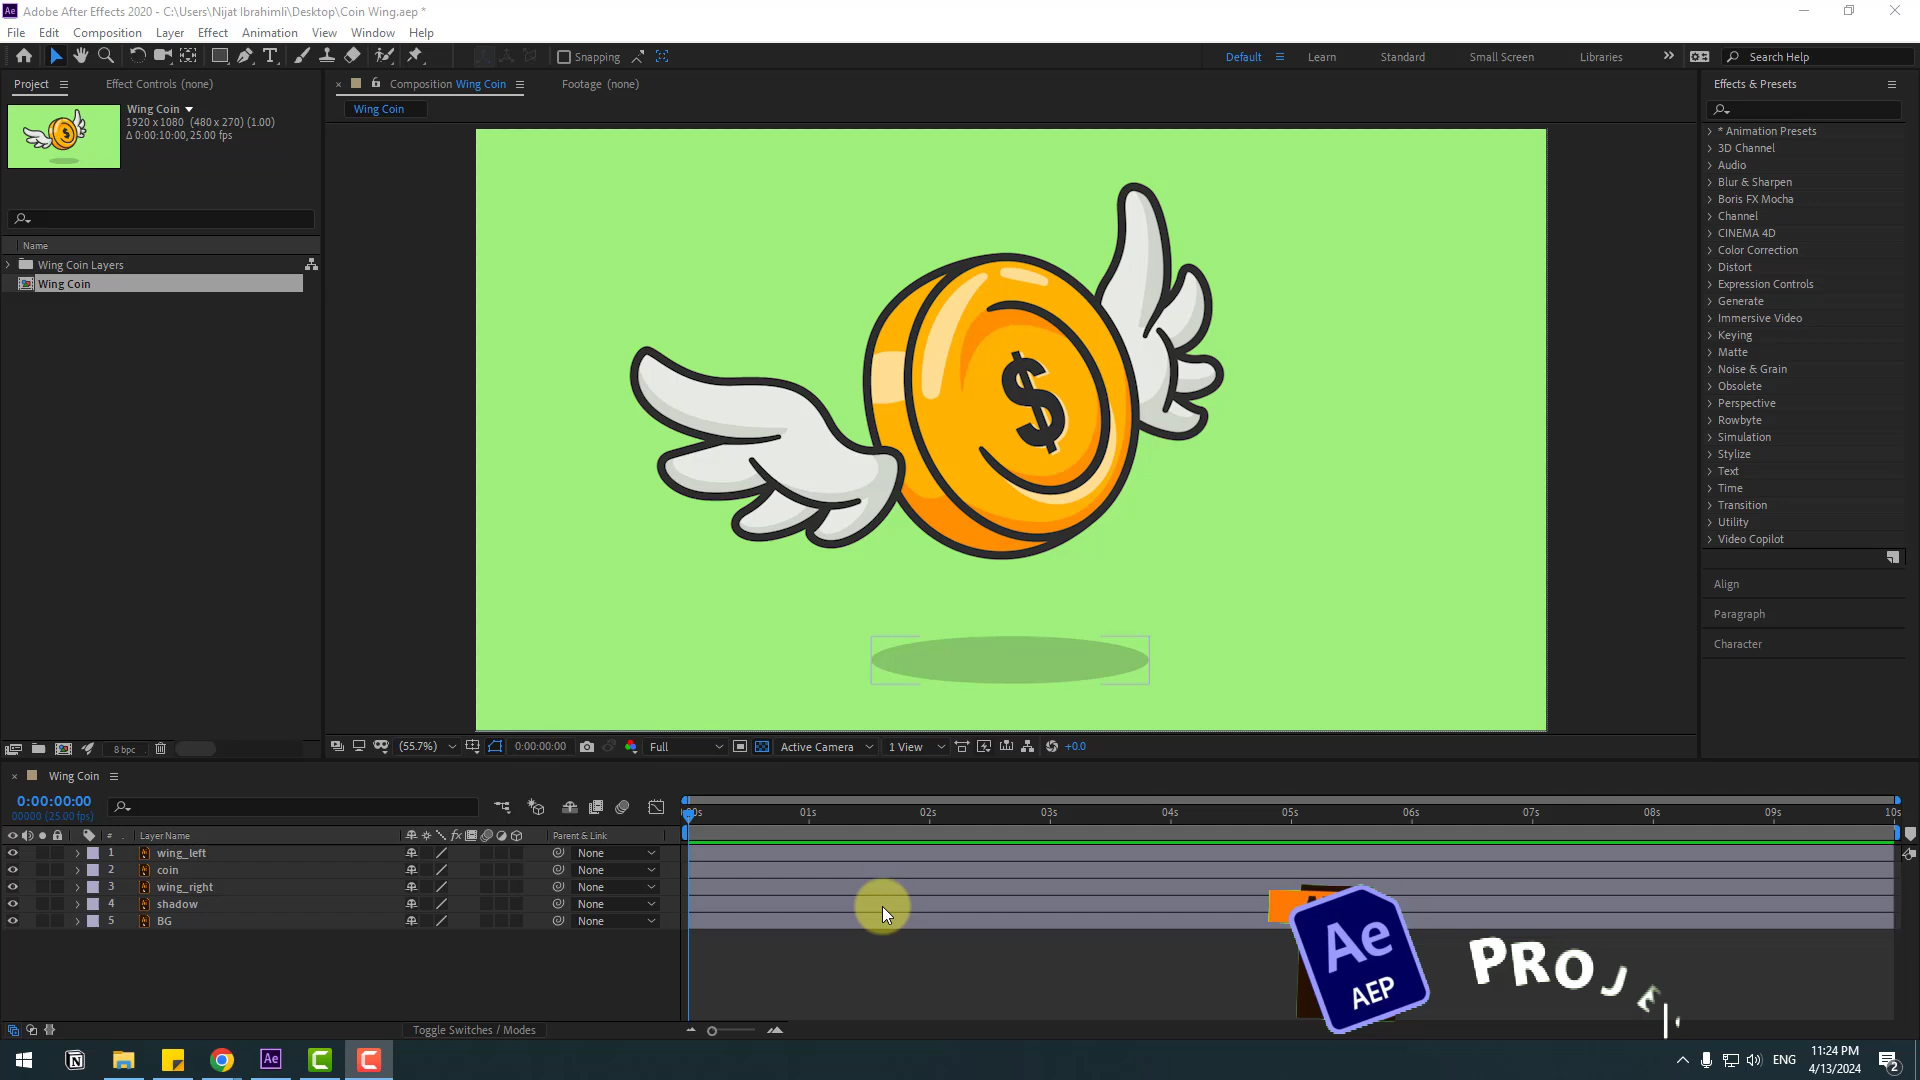 Adobe After Effects 2020 - C:\Users\Nijat Ibrahimli\Desktop\Coin Wing.aep *
File Edit Composition Layer Effect Animation View Window Help
Snapping
Default Learn Standard Small Screen Libraries
Search Help
Project
Effect Controls (none)
Composition Wing Coin
Footage (none)
Effects & Presets
Wing Coin
1920 x 1080 (480 x 270) (1.00)
Δ 0:00:10:00, 25.00 fps
Wing Coin
Name
Wing Coin Layers
Wing Coin
* Animation Presets
3D Channel
Audio
Blur & Sharpen
Boris FX Mocha
Channel
CINEMA 4D
Color Correction
Distort
Expression Controls
Generate
Immersive Video
Keying
Matte
Noise & Grain
Obsolete
Perspective
Rowbyte
Simulation
Stylize
Text
Time
Transition
Utility
Video Copilot
Align
Paragraph
Character
$
8 bpc
(55.7%)
0:00:00:00
Full
Active Camera
1 View
+0.0
Wing Coin
0:00:00:00
00000 (25.00 fps)
01s 02s 03s 04s 05s 06s 07s 08s 09s 10s
# Layer Name
Parent & Link
1 wing_left None
2 coin None
3 wing_right None
4 shadow None
5 BG None
Ae
AEP
PROJE
Toggle Switches / Modes
Ae
ENG
11:24 PM
4/13/2024
2